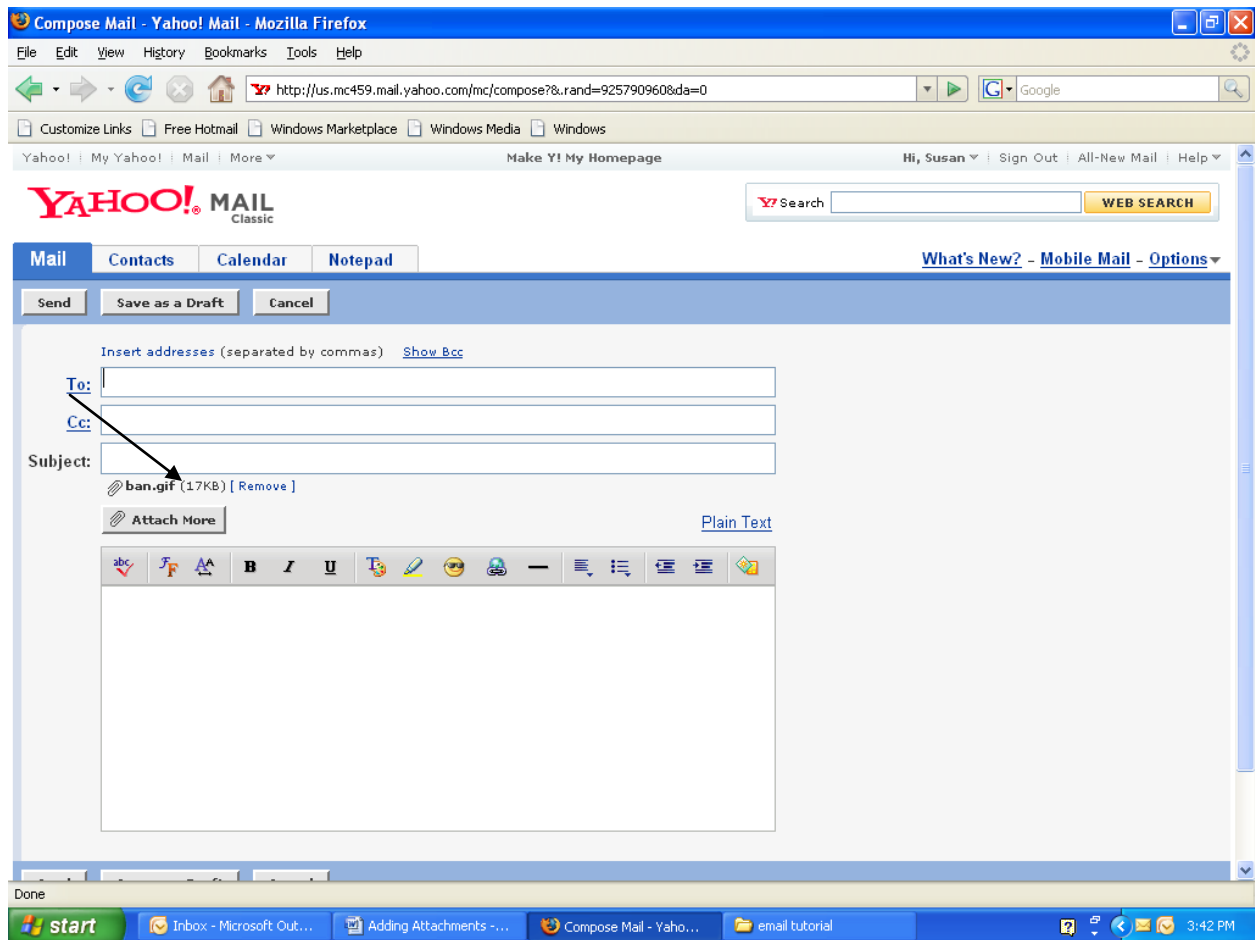 Compose Mail - Yahoo! Mail - Mozilla Firefox
File Edit View History Bookmarks Tools Help
http://us.mc459.mail.yahoo.com/mc/compose?&.rand=925790960&da=0 G Google
Customize Links Free Hotmail Windows Marketplace Windows Media Windows
Yahoo! My Yahoo! Mail More Make Y! My Homepage Hi, Susan Sign Out All-New Mail Help
YAHOO!® MAIL Classic Y! Search WEB SEARCH
Mail Contacts Calendar Notepad What's New? - Mobile Mail - Options
Send Save as a Draft Cancel
Insert addresses (separated by commas) Show Bcc
To:
Cc:
Subject:
ban.gif (17KB) [ Remove ]
Attach More Plain Text
abc F F A A B I U T
Done
start Inbox - Microsoft Out... Adding Attachments -... Compose Mail - Yaho... email tutorial 3:42 PM